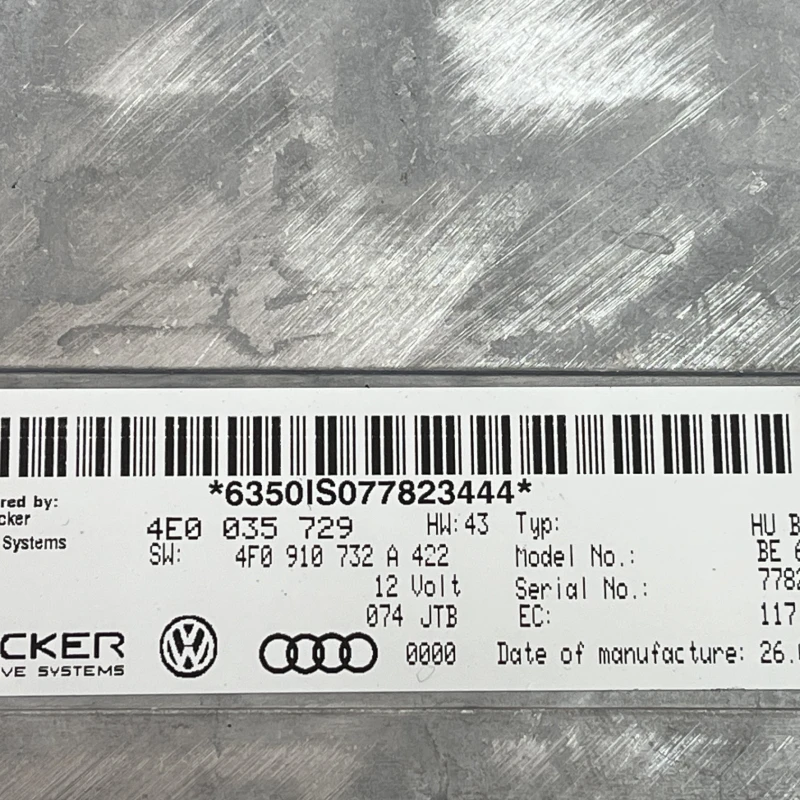 *6350IS077823444*
red by:
cker
Systems
4E0 035 729 HW: 43 Typ: HU B
SW: 4F0 910 732 A 422 Model No.: BE 6
12 Volt Serial No.: 7782
074 JTB EC: 117
CKER 0000 Date of manufacture: 26.
VE SYSTEMS